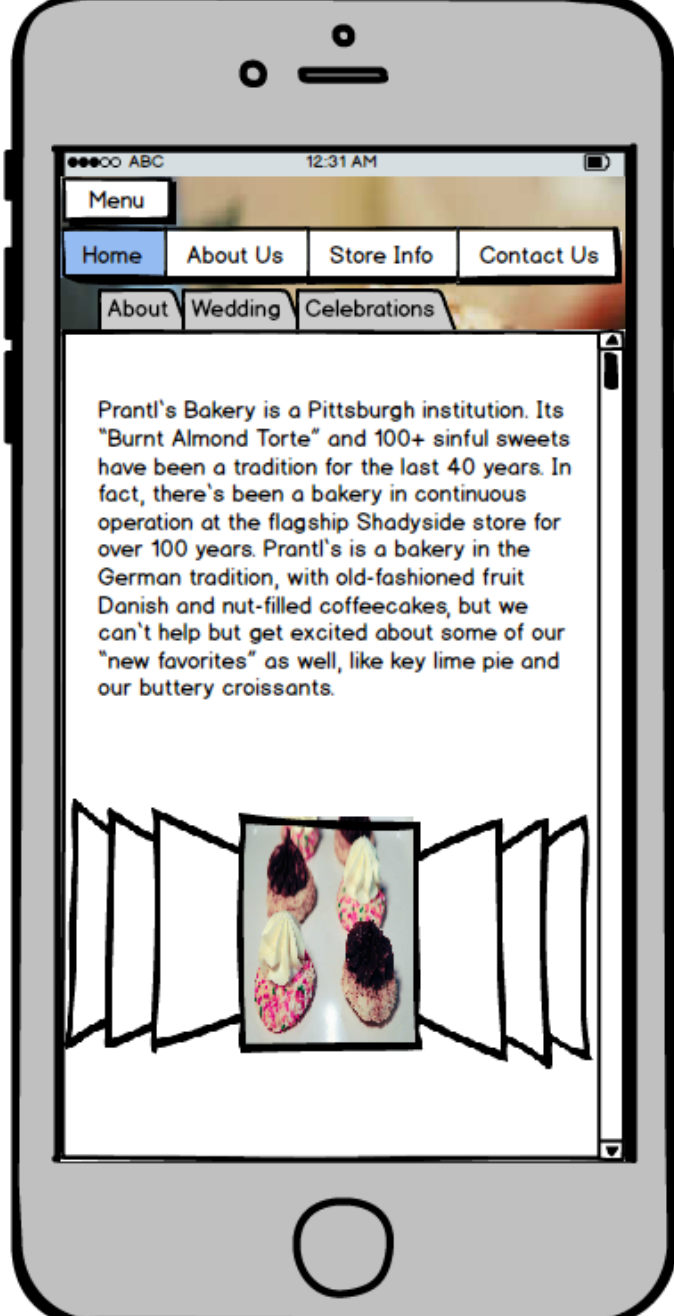 ABC 12:31 AM
Menu
Home About Us Store Info Contact Us
About Wedding Celebrations
Prantl`s Bakery is a Pittsburgh institution. Its
“Burnt Almond Torte” and 100+ sinful sweets
have been a tradition for the last 40 years. In
fact, there`s been a bakery in continuous
operation at the flagship Shadyside store for
over 100 years. Prantl`s is a bakery in the
German tradition, with old-fashioned fruit
Danish and nut-filled coffeecakes, but we
can`t help but get excited about some of our
“new favorites” as well, like key lime pie and
our buttery croissants.